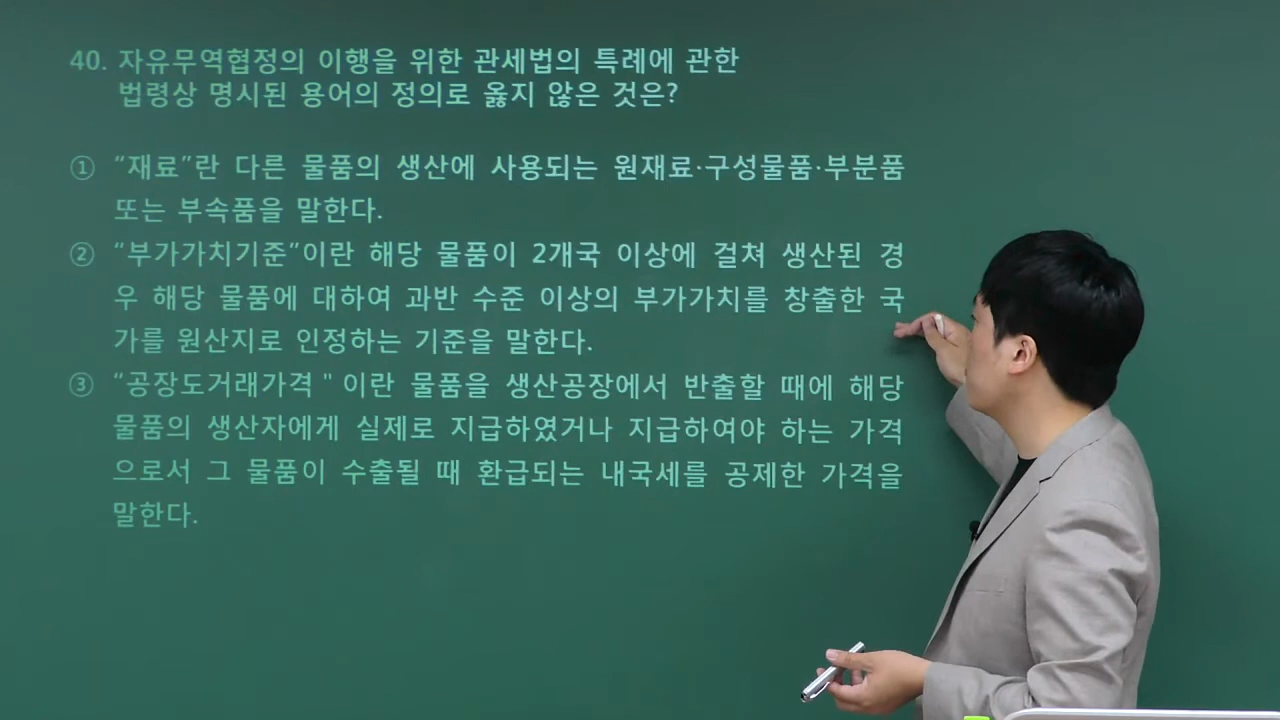 40. 자유무역협정의 이행을 위한 관세법의 특례에 관한
법령상 명시된 용어의 정의로 옳지 않은 것은?
① “재료”란 다른 물품의 생산에 사용되는 원재료·구성물품·부분품
또는 부속품을 말한다.
② “부가가치기준”이란 해당 물품이 2개국 이상에 걸쳐 생산된 경
우 해당 물품에 대하여 과반 수준 이상의 부가가치를 창출한 국
가를 원산지로 인정하는 기준을 말한다.
③ “공장도거래가격＂이란 물품을 생산공장에서 반출할 때에 해당
물품의 생산자에게 실제로 지급하였거나 지급하여야 하는 가격
으로서 그 물품이 수출될 때 환급되는 내국세를 공제한 가격을
말한다.